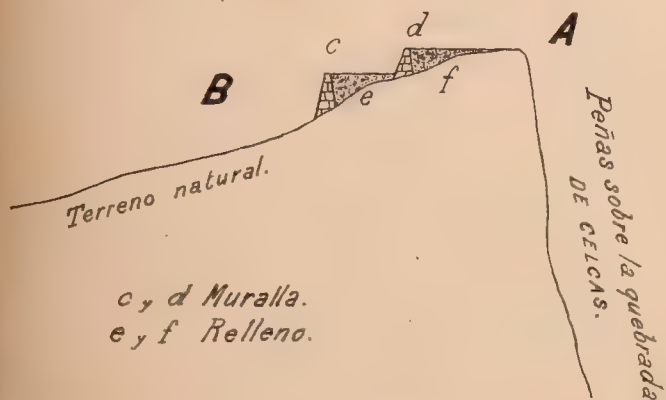 d
A
c
B
e
f
Peñas sobre la quebrada
DE CELCAS.
Terreno natural.
c y d Muralla.
e y f Relleno.